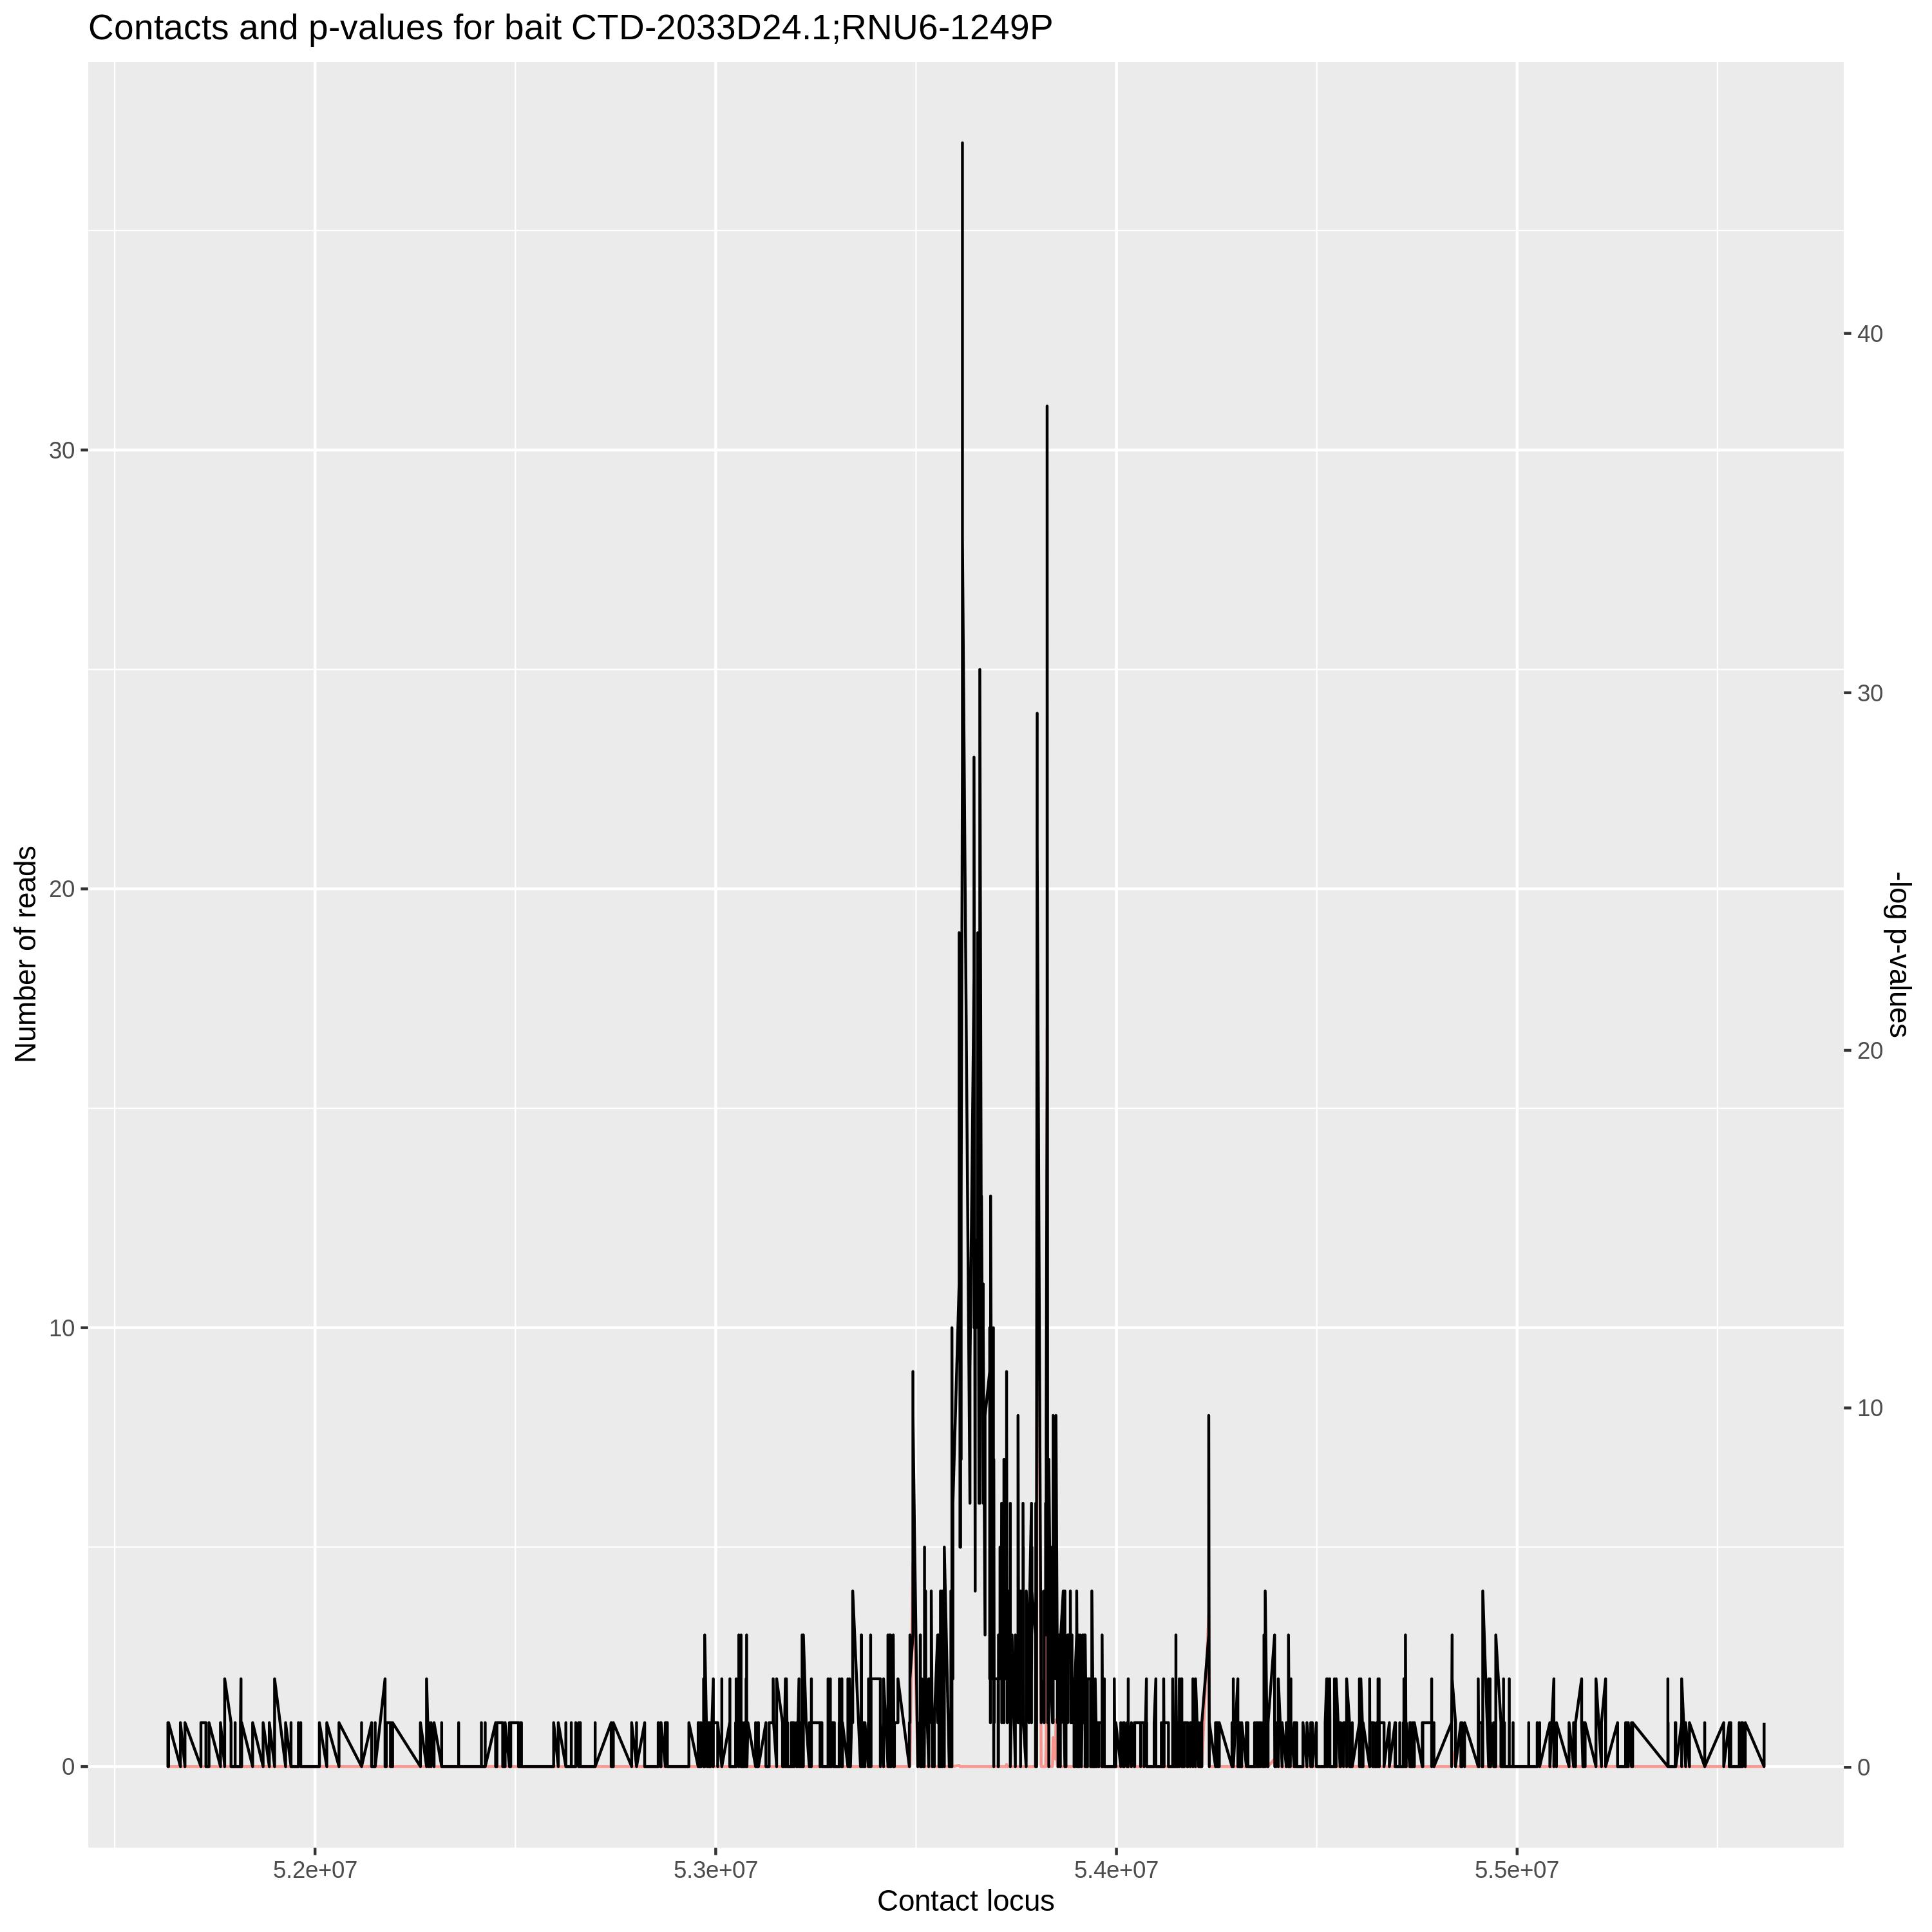 Contacts and p-values for bait CTD-2033D24.1;RNU6-1249P
40
30
30
20
20
10
10
0
0
Number of reads
-log p-values
5.2e+07
5.3e+07
5.4e+07
5.5e+07
Contact locus